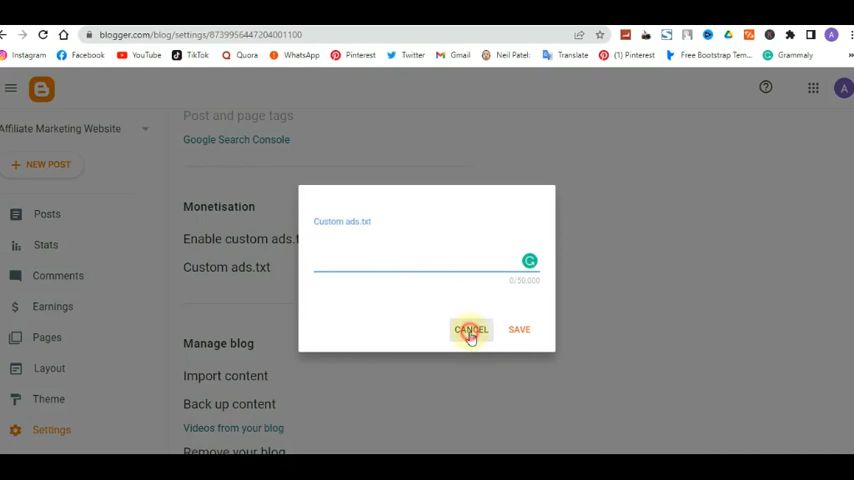 blogger.com/blog/settings/8739956447204001100
Instagram Facebook YouTube TikTok Quora WhatsApp Pinterest Twitter Gmail Neil Patel: Translate (1) Pinterest Free Bootstrap Tem... Grammaly »
A
Affiliate Marketing Website
+ NEW POST
Posts
Stats
Comments
Earnings
Pages
Layout
Theme
Settings
Post and page tags
Google Search Console
Monetisation
Enable custom ads.t
Custom ads.txt
Manage blog
Import content
Back up content
Videos from your blog
Remove your blog
Custom ads.txt
0/50,000
CANCEL SAVE